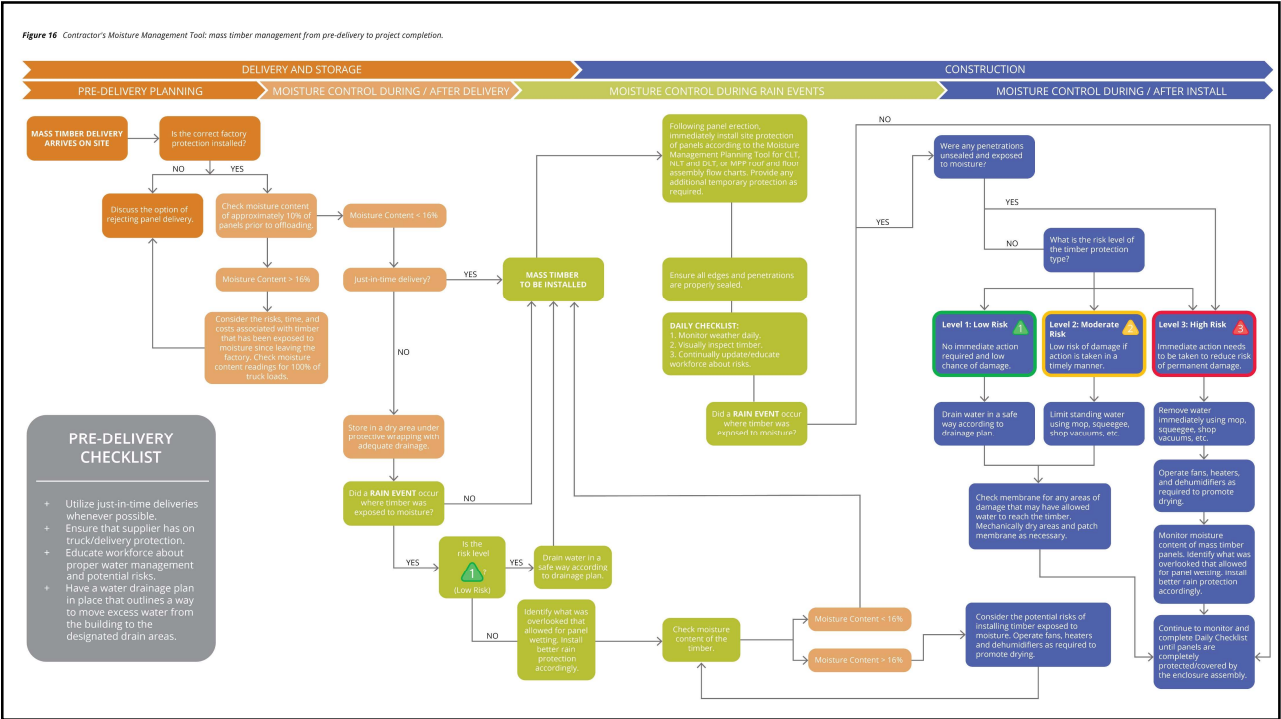 Figure 16 Contractor's Moisture Management Tool: mass timber management from pre-delivery to project completion.
DELIVERY AND STORAGE
CONSTRUCTION
PRE-DELIVERY PLANNING
MOISTURE CONTROL DURING / AFTER DELIVERY
MOISTURE CONTROL DURING RAIN EVENTS
MOISTURE CONTROL DURING / AFTER INSTALL
MASS TIMBER DELIVERY
ARRIVES ON SITE
Is the correct factory
protection installed?
NO
YES
Discuss the option of
rejecting panel delivery.
Check moisture content
of approximately 10% of
panels prior to offloading.
Moisture Content < 16%
Moisture Content > 16%
Just-in-time delivery?
YES
NO
Consider the risks, time, and
costs associated with timber
that has been exposed to
moisture since leaving the
factory. Check moisture
content readings for 100% of
truck loads.
MASS TIMBER
TO BE INSTALLED
Store in a dry area under
protective wrapping with
adequate drainage.
Did a RAIN EVENT occur
where timber was
exposed to moisture?
NO
YES
Is the
risk level
1 ?
(Low Risk)
YES
NO
Drain water in a
safe way according
to drainage plan.
Identify what was
overlooked that
allowed for panel
wetting. Install
better rain
protection
accordingly.
Check moisture
content of the
timber.
Moisture Content < 16%
Moisture Content > 16%
Consider the potential risks of
installing timber exposed to
moisture. Operate fans, heaters
and dehumidifiers as required to
promote drying.
Following panel erection,
immediately install site protection
of panels according to the Moisture
Management Planning Tool for CLT,
NLT and DLT, or MPP roof and floor
assembly flow charts. Provide any
additional temporary protection as
required.
Ensure all edges and penetrations
are properly sealed.
DAILY CHECKLIST:
1. Monitor weather daily.
2. Visually inspect timber.
3. Continually update/educate
workforce about risks.
Did a RAIN EVENT occur
where timber was
exposed to moisture?
NO
YES
Were any penetrations
unsealed and exposed
to moisture?
YES
NO
What is the risk level of
the timber protection
type?
Level 1: Low Risk
1
No immediate action
required and low
chance of damage.
Level 2: Moderate
Risk
2
Low risk of damage if
action is taken in a
timely manner.
Level 3: High Risk
3
Immediate action needs
to be taken to reduce risk
of permanent damage.
Drain water in a safe
way according to
drainage plan.
Limit standing water
using mop, squeegee,
shop vacuums, etc.
Remove water
immediately using mop,
squeegee, shop
vacuums, etc.
Check membrane for any areas of
damage that may have allowed
water to reach the timber.
Mechanically dry areas and patch
membrane as necessary.
Operate fans, heaters,
and dehumidifiers as
required to promote
drying.
Monitor moisture
content of mass timber
panels. Identify what was
overlooked that allowed
for panel wetting. Install
better rain protection
accordingly.
Continue to monitor and
complete Daily Checklist
until panels are
completely
protected/covered by
the enclosure assembly.
PRE-DELIVERY
CHECKLIST
+ Utilize just-in-time deliveries
whenever possible.
+ Ensure that supplier has on
truck/delivery protection.
+ Educate workforce about
proper water management
and potential risks.
+ Have a water drainage plan
in place that outlines a way
to move excess water from
the building to the
designated drain areas.